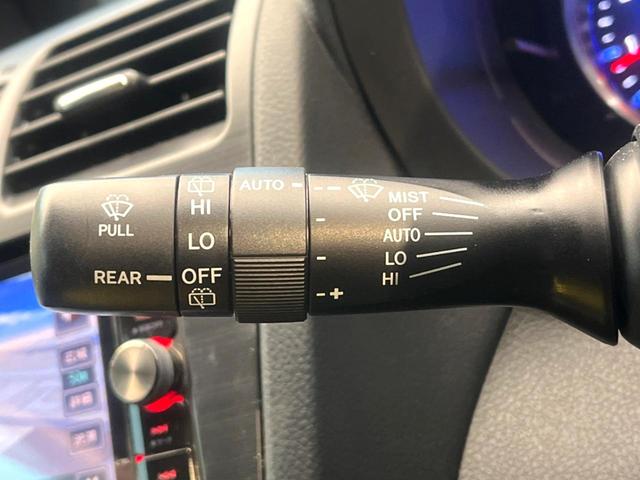 PULL
REAR
HI
LO
OFF
AUTO
-
-
-+
MIST
OFF
AUTO
LO
HI